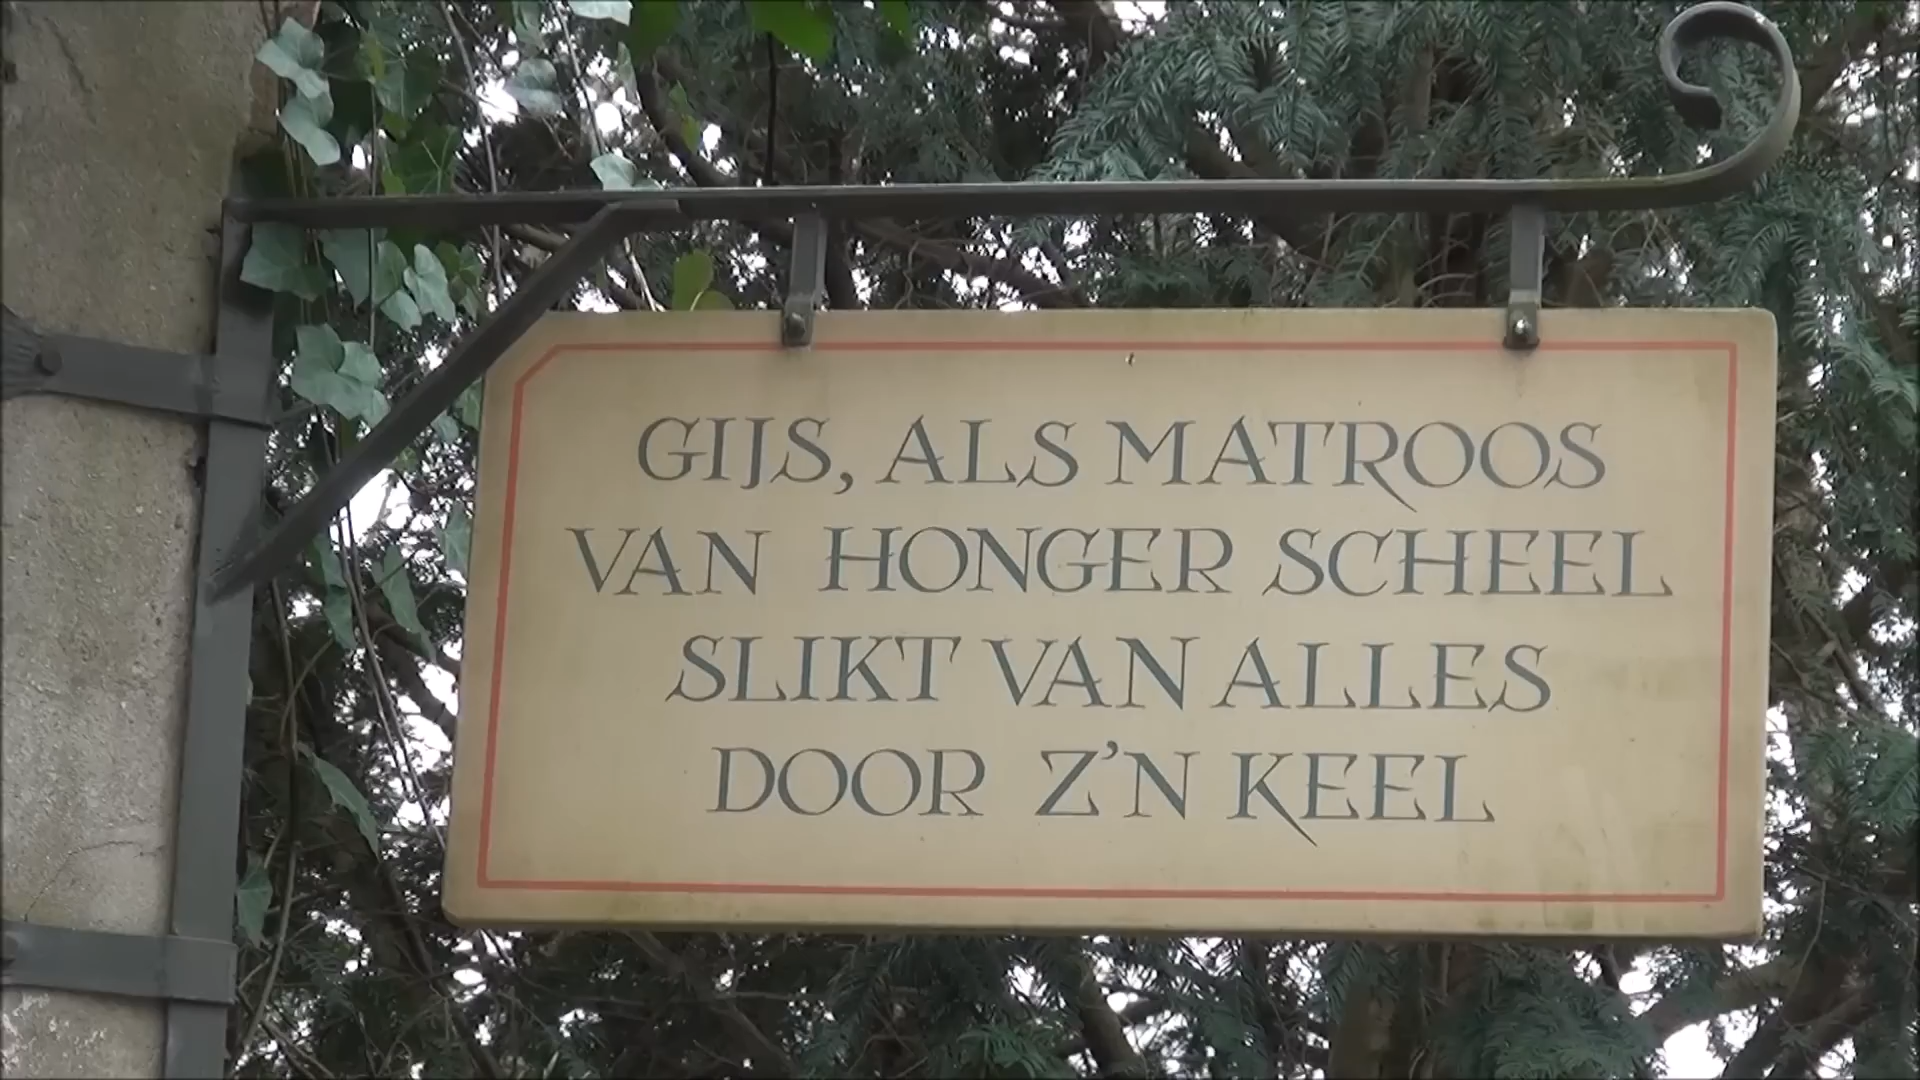 GIJS, ALS MATROOS
VAN HONGER SCHEEL
SLIKT VAN ALLES
DOOR Z'N KEEL